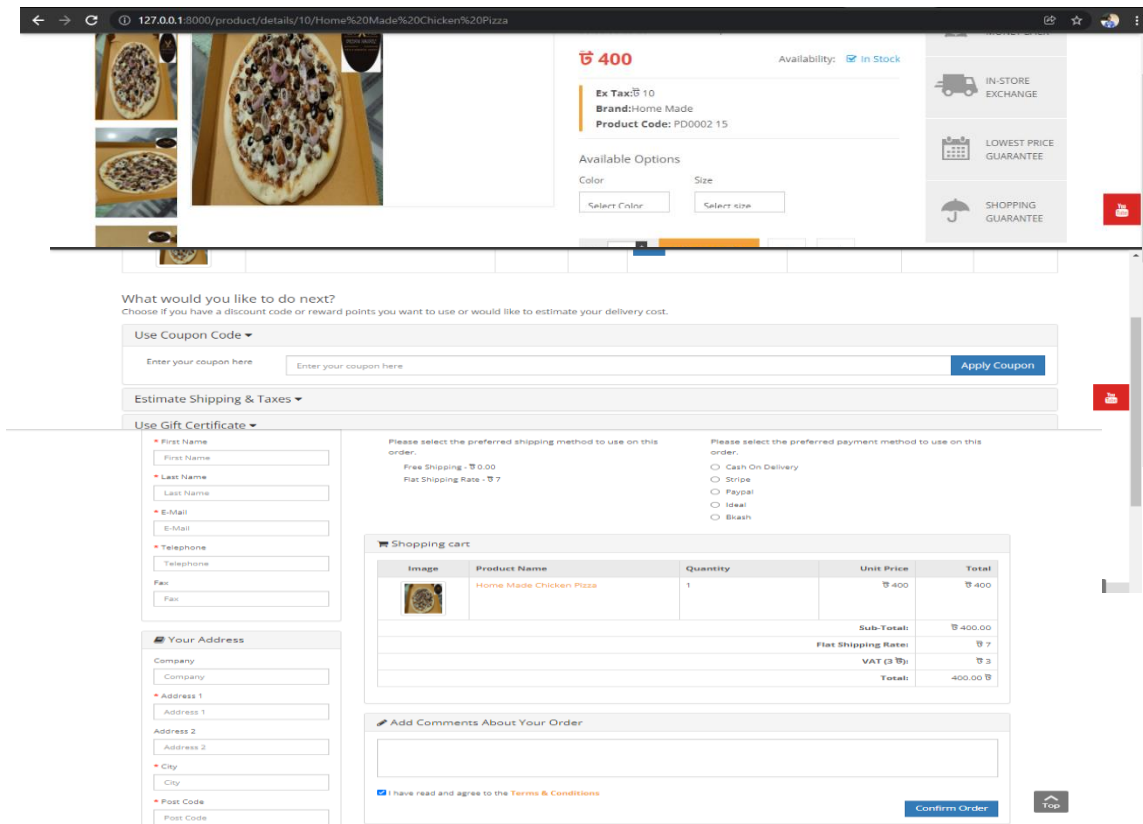 127.0.0.1:8000/product/details/10/Home%20Made%20Chicken%20Pizza
৳ 400
Availability: In Stock
Ex Tax:৳ 10
Brand:Home Made
Product Code: PD0002 15
Available Options
Color Size
Select Color Select size
IN-STORE
EXCHANGE
LOWEST PRICE
GUARANTEE
SHOPPING
GUARANTEE
You
What would you like to do next?
Choose if you have a discount code or reward points you want to use or would like to estimate your delivery cost.
Use Coupon Code
Enter your coupon here Enter your coupon here Apply Coupon
Estimate Shipping & Taxes
You
Use Gift Certificate
* First Name
First Name
* Last Name
Last Name
* E-Mail
E-Mail
* Telephone
Telephone
Fax
Fax
Your Address
Company
Company
* Address 1
Address 1
Address 2
Address 2
* City
City
* Post Code
Post Code
Please select the preferred shipping method to use on this
order.
Free Shipping - ৳ 0.00
Flat Shipping Rate - ৳ 7
Please select the preferred payment method to use on this
order.
Cash On Delivery
Stripe
Paypal
Ideal
Bkash
Shopping cart
Image Product Name Quantity Unit Price Total
Home Made Chicken Pizza 1 ৳ 400 ৳ 400
Sub-Total: ৳ 400.00
Flat Shipping Rate: ৳ 7
VAT (3 ৳): ৳ 3
Total: 400.00 ৳
Add Comments About Your Order
I have read and agree to the Terms & Conditions
Confirm Order
Top